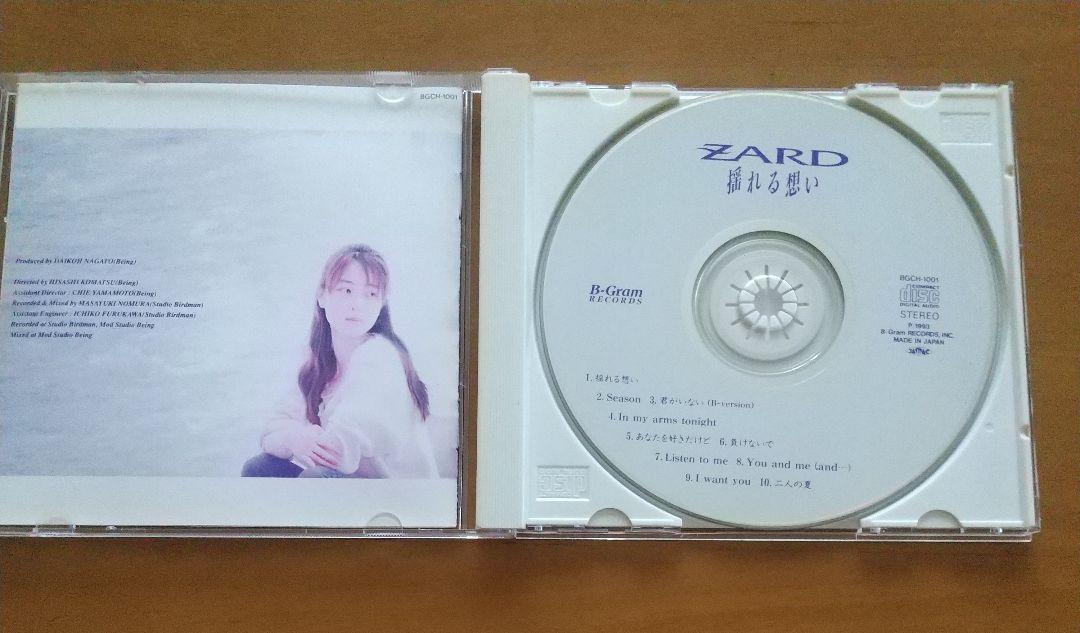 BGCH-1001
Produced by DAIKOH NAGATO(Being)
Directed by HISASHI KOMATSU(Being)
Assistant Director : CHIE YAMAMOTO(Being)
Recorded & Mixed by MASAYUKI NOMURA(Studio Birdman)
Assistant Engineer : ICHIKO FURUKAWA(Studio Birdman)
Recorded at Studio Birdman, Mod Studio Being
Mixed at Mod Studio Being
ZARD
揺れる想い
B-Gram
RECORDS
BGCH-1001
COMPACT
disc
DIGITAL AUDIO
STEREO
P 1993
B-Gram RECORDS, INC.
MADE IN JAPAN
1. 揺れる想い
2. Season 3. 君がいない (B-version)
4. In my arms tonight
5. あなたを好きだけど 6. 負けないで
7. Listen to me 8. You and me (and…)
9. I want you 10. 二人の夏
disc